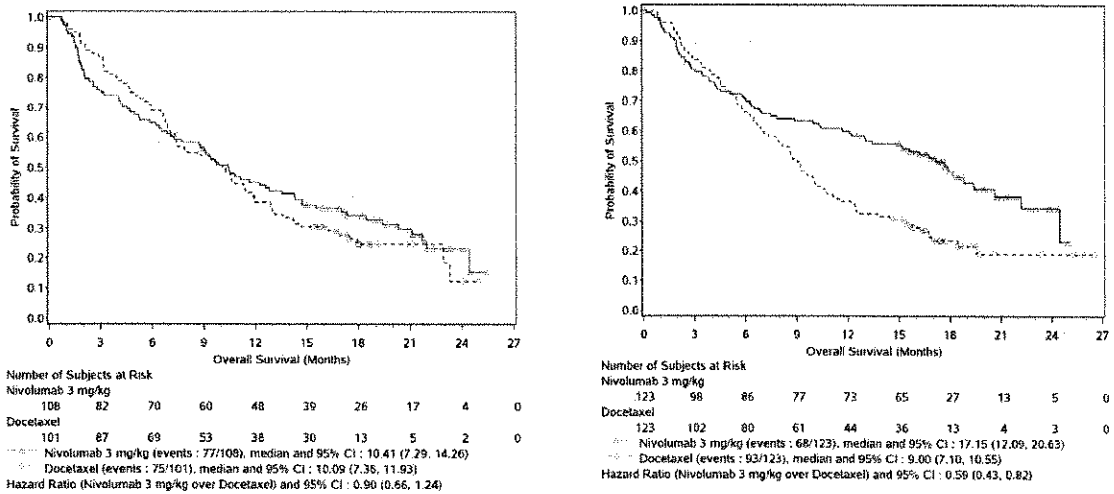 1.0
0.9
0.8
0.7
0.6
0.5
0.4
0.3
0.2
0.1
0.0
Probability of Survival
0 3 6 9 12 15 18 21 24 27
Overall Survival (Months)
Number of Subjects at Risk
Nivolumab 3 mg/kg
108 82 70 60 48 39 26 17 4 0
Docetaxel
101 87 69 53 38 30 13 5 2 0
Nivolumab 3 mg/kg (events : 77/108), median and 95% CI : 10.41 (7.29, 14.26)
Docetaxel (events : 75/101), median and 95% CI : 10.09 (7.36, 11.93)
Hazard Ratio (Nivolumab 3 mg/kg over Docetaxel) and 95% CI : 0.90 (0.66, 1.24)
1.0
0.9
0.8
0.7
0.6
0.5
0.4
0.3
0.2
0.1
0.0
Probability of Survival
0 3 6 9 12 15 18 21 24 27
Overall Survival (Months)
Number of Subjects at Risk
Nivolumab 3 mg/kg
123 98 86 77 73 65 27 13 5 0
Docetaxel
123 102 80 61 44 36 13 4 3 0
Nivolumab 3 mg/kg (events : 68/123), median and 95% CI : 17.15 (12.09, 20.63)
Docetaxel (events : 93/123), median and 95% CI : 9.00 (7.10, 10.55)
Hazard Ratio (Nivolumab 3 mg/kg over Docetaxel) and 95% CI : 0.59 (0.43, 0.82)